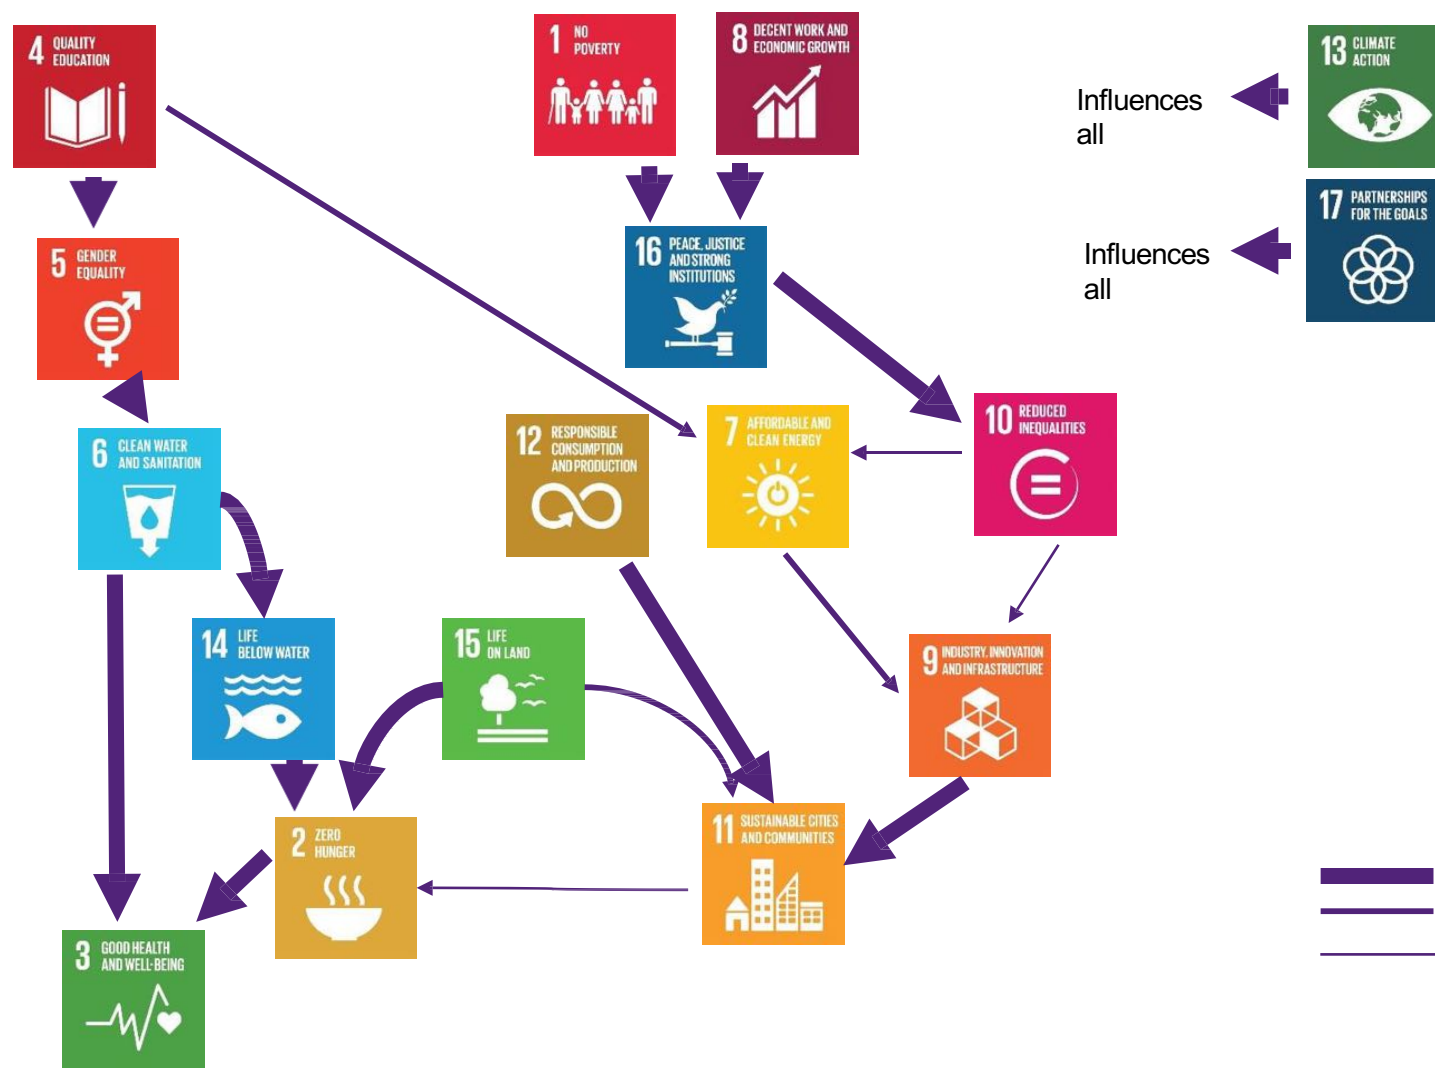 4 QUALITY
EDUCATION
1 NO
POVERTY
8 DECENT WORK AND
ECONOMIC GROWTH
13 CLIMATE
ACTION
Influences
all
17 PARTNERSHIPS
FOR THE GOALS
Influences
all
5 GENDER
EQUALITY
16 PEACE, JUSTICE
AND STRONG
INSTITUTIONS
10 REDUCED
INEQUALITIES
12 RESPONSIBLE
CONSUMPTION
AND PRODUCTION
7 AFFORDABLE AND
CLEAN ENERGY
6 CLEAN WATER
AND SANITATION
14 LIFE
BELOW WATER
15 LIFE
ON LAND
9 INDUSTRY, INNOVATION
AND INFRASTRUCTURE
2 ZERO
HUNGER
11 SUSTAINABLE CITIES
AND COMMUNITIES
3 GOOD HEALTH
AND WELL-BEING